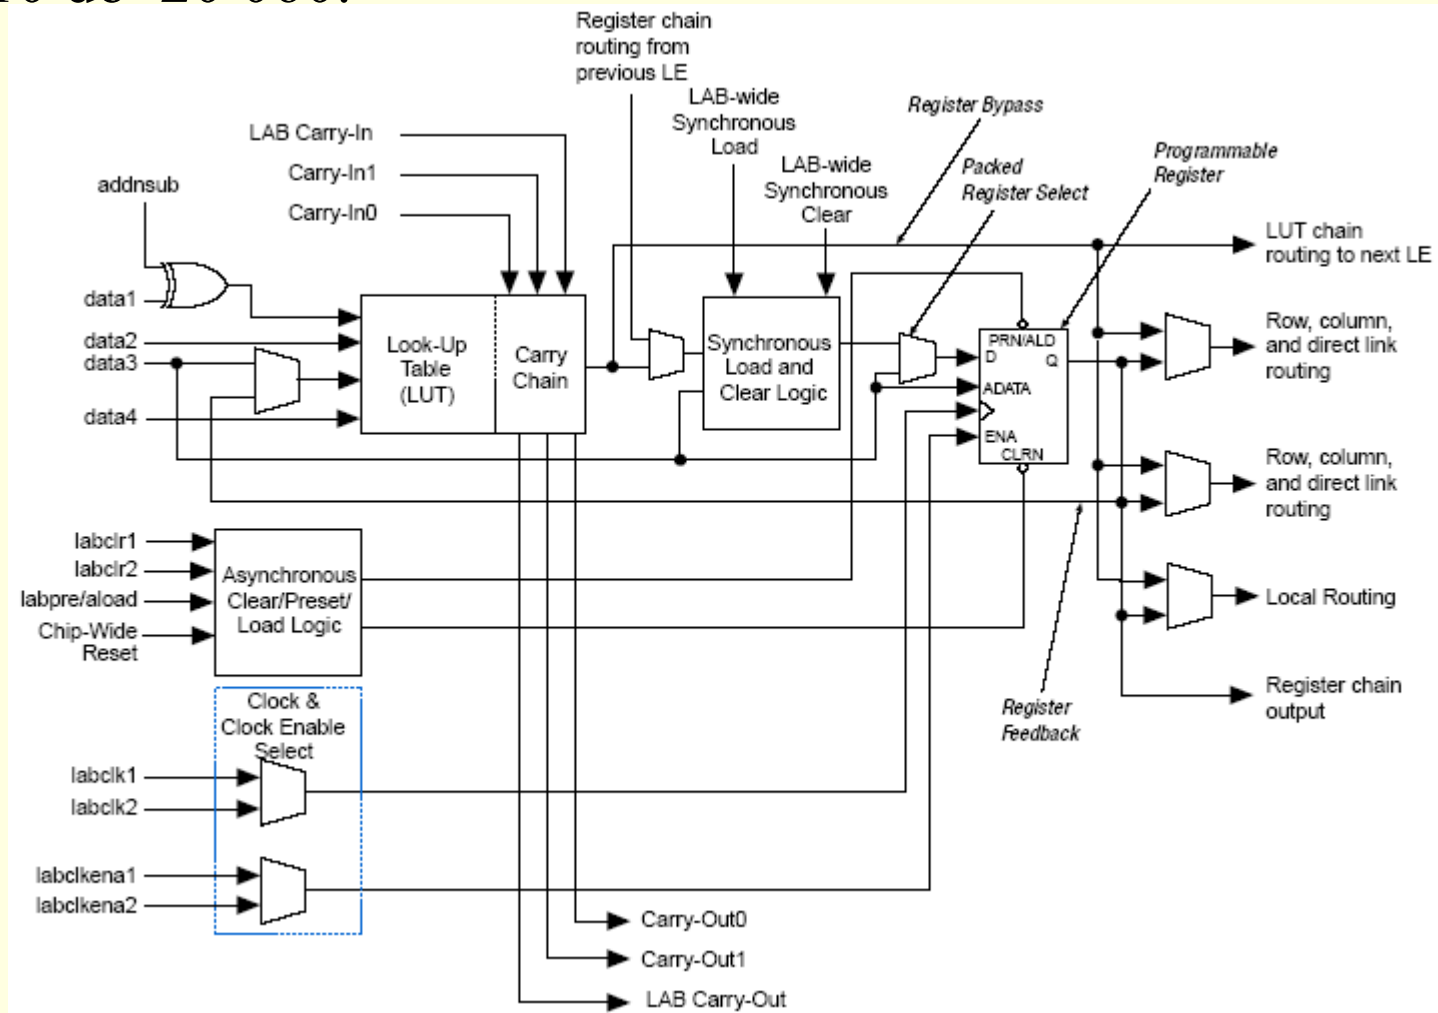 Register chain
routing from
previous LE
LAB-wide
Synchronous
Load
LAB-wide
Synchronous
Clear
Register Bypass
Packed
Register Select
Programmable
Register
LAB Carry-In
Carry-In1
Carry-In0
addnsub
data1
data2
data3
data4
Look-Up
Table
(LUT)
Carry
Chain
Synchronous
Load and
Clear Logic
PRN/ALD
D
Q
ADATA
ENA
CLRN
LUT chain
routing to next LE
Row, column,
and direct link
routing
Row, column,
and direct link
routing
Local Routing
Register chain
output
Register
Feedback
labclr1
labclr2
labpre/aload
Chip-Wide
Reset
Asynchronous
Clear/Preset/
Load Logic
Clock &
Clock Enable
Select
labclk1
labclk2
labclkena1
labclkena2
Carry-Out0
Carry-Out1
LAB Carry-Out